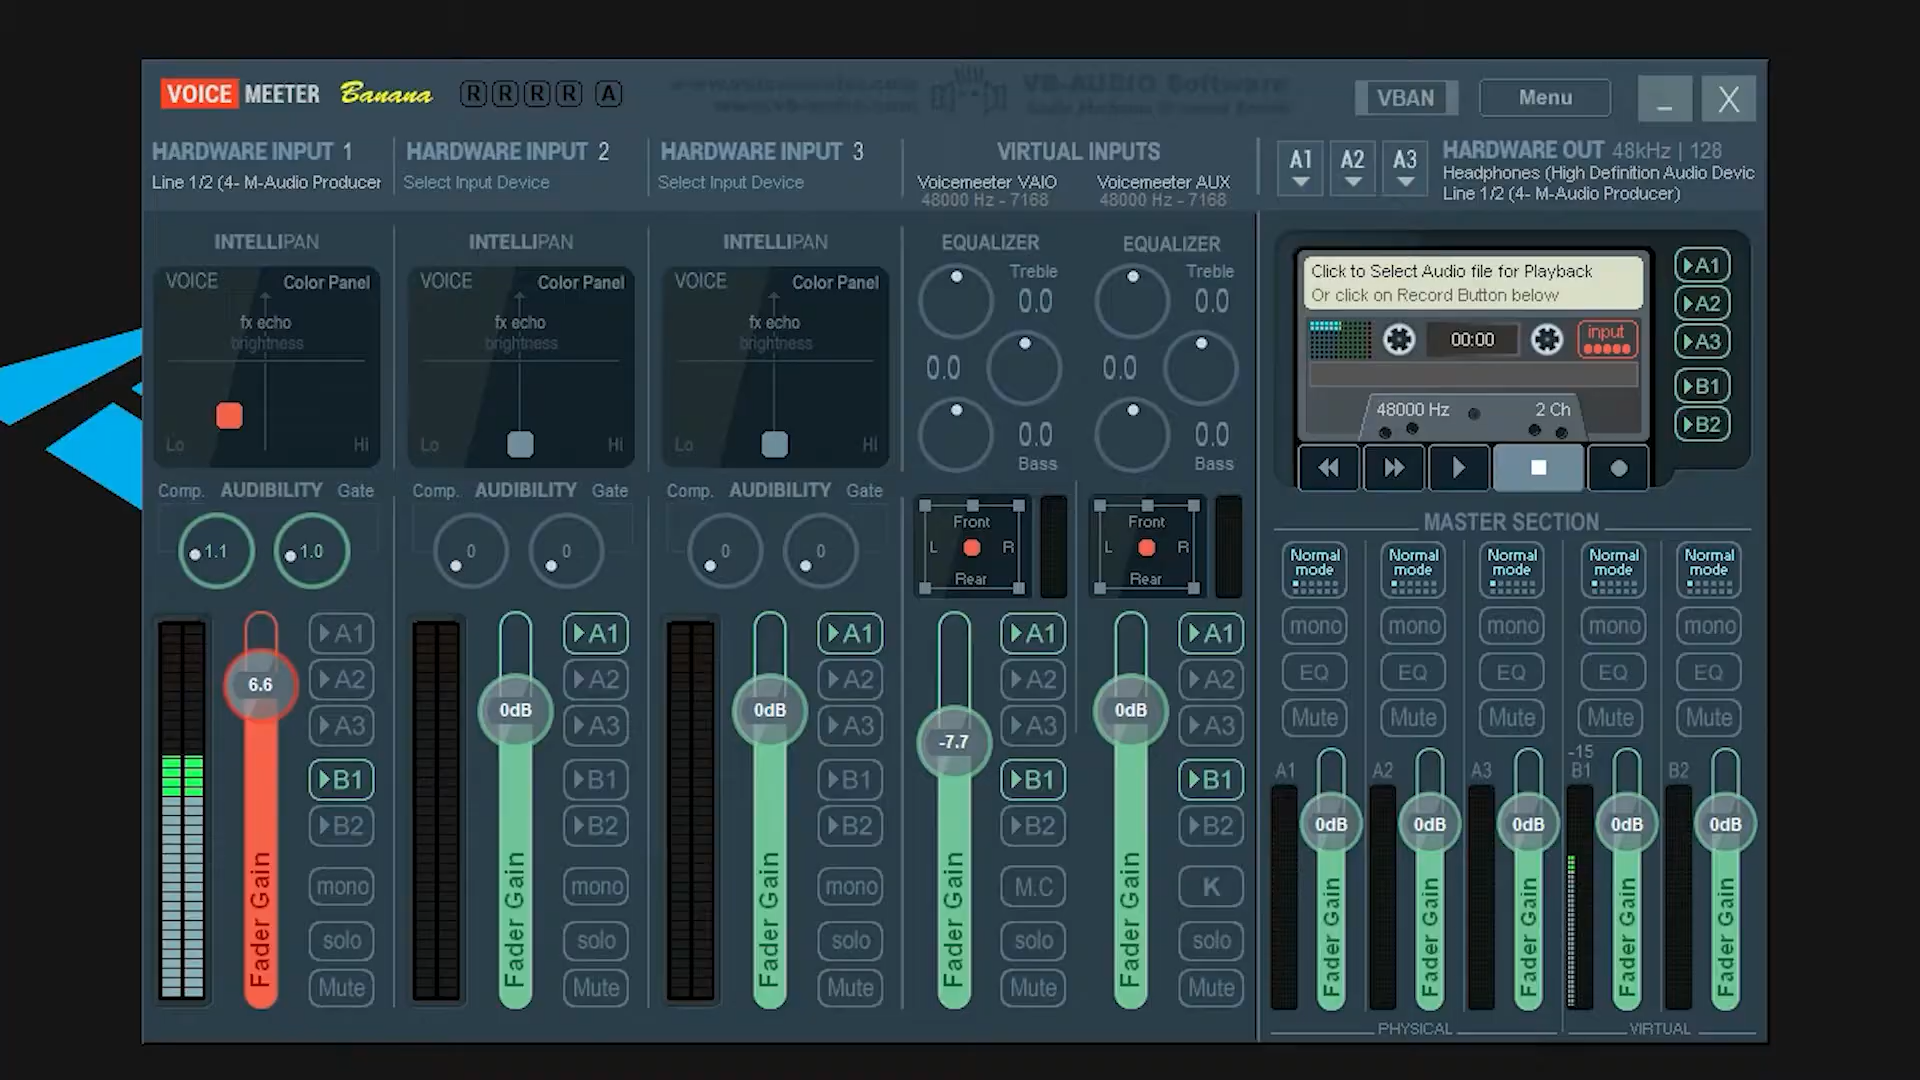 VOICE MEETER Banana R R R R A
VB-AUDIO Software
VBAN Menu _ X
HARDWARE INPUT 1
Line 1/2 (4- M-Audio Producer
HARDWARE INPUT 2
Select Input Device
HARDWARE INPUT 3
Select Input Device
VIRTUAL INPUTS
Voicemeeter VAIO
48000 Hz - 7168
Voicemeeter AUX
48000 Hz - 7168
A1 A2 A3
HARDWARE OUT 48kHz | 128
Headphones (High Definition Audio Devic
Line 1/2 (4- M-Audio Producer)
INTELLIPAN
VOICE Color Panel
fx echo
brightness
Lo Hi
Comp. AUDIBILITY Gate
1.1 1.0
6.6
Fader Gain
A1
A2
A3
B1
B2
mono
solo
Mute
INTELLIPAN
VOICE Color Panel
fx echo
brightness
Lo Hi
Comp. AUDIBILITY Gate
0 0
0dB
Fader Gain
A1
A2
A3
B1
B2
mono
solo
Mute
INTELLIPAN
VOICE Color Panel
fx echo
brightness
Lo Hi
Comp. AUDIBILITY Gate
0 0
0dB
Fader Gain
A1
A2
A3
B1
B2
mono
solo
Mute
EQUALIZER
Treble
0.0
0.0
0.0
Bass
Front
L R
Rear
-7.7
Fader Gain
A1
A2
A3
B1
B2
M.C
solo
Mute
EQUALIZER
Treble
0.0
0.0
0.0
Bass
Front
L R
Rear
0dB
Fader Gain
A1
A2
A3
B1
B2
K
solo
Mute
Click to Select Audio file for Playback
Or click on Record Button below
00:00 input
48000 Hz 2 Ch
A1
A2
A3
B1
B2
MASTER SECTION
Normal mode
mono
EQ
Mute
A1
0dB
Fader Gain
Normal mode
mono
EQ
Mute
A2
0dB
Fader Gain
Normal mode
mono
EQ
Mute
A3
0dB
Fader Gain
Normal mode
mono
EQ
Mute
-15
B1
0dB
Fader Gain
Normal mode
mono
EQ
Mute
B2
0dB
Fader Gain
PHYSICAL VIRTUAL